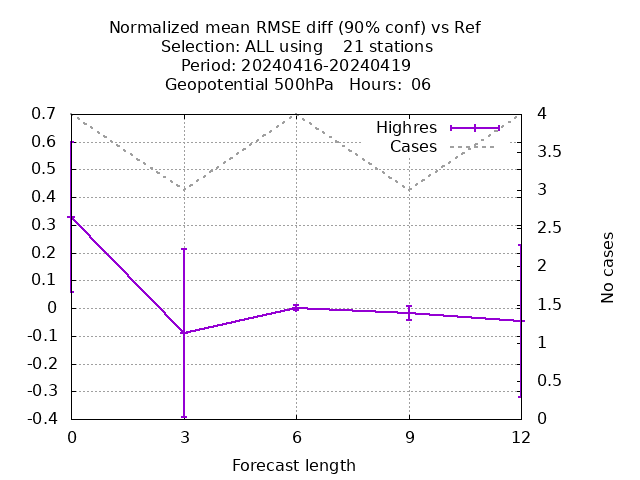 Normalized mean RMSE diff (90% conf) vs Ref
Selection: ALL using    21 stations
Period: 20240416-20240419
Geopotential 500hPa   Hours:  06
Highres
Cases
0.7
0.6
0.5
0.4
0.3
0.2
0.1
0
-0.1
-0.2
-0.3
-0.4
4
3.5
3
2.5
2
1.5
1
0.5
0
No cases
0 3 6 9 12
Forecast length